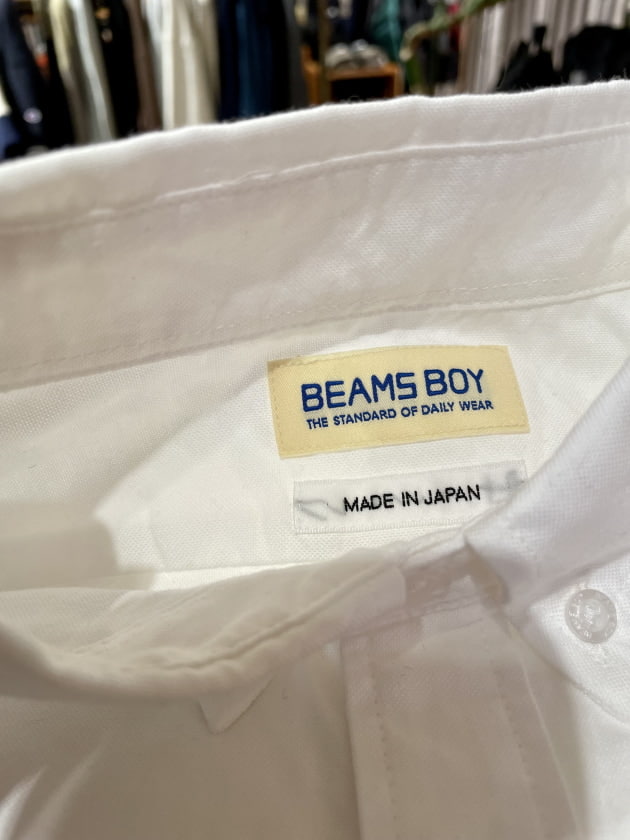 BEAMS BOY
THE STANDARD OF DAILY WEAR
MADE IN JAPAN